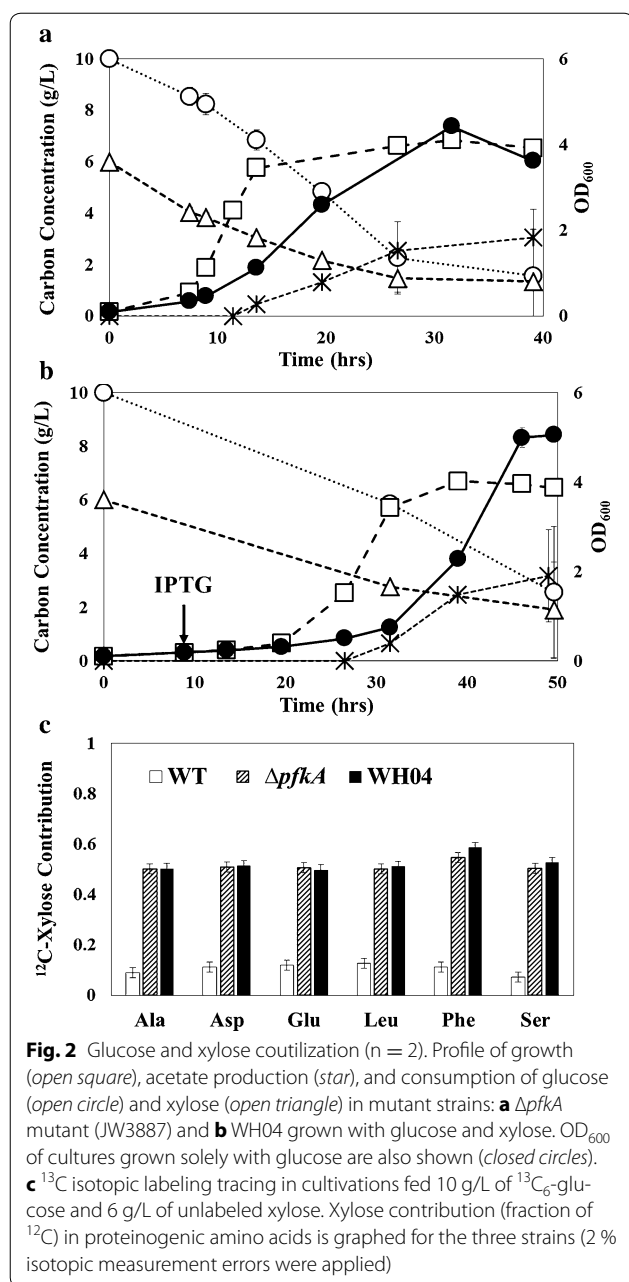 a
10
8
6
4
2
0
Carbon Concentration (g/L)
6
4
2
0
OD600
0 10 20 30 40
Time (hrs)
b
10
8
6
4
2
0
Carbon Concentration (g/L)
IPTG
6
4
2
0
OD600
0 10 20 30 40 50
Time (hrs)
c
1
0.8
0.6
0.4
0.2
0
¹²C-Xylose Contribution
WT ΔpfkA WH04
Ala Asp Glu Leu Phe Ser
Fig. 2 Glucose and xylose coutilization (n = 2). Profile of growth
(open square), acetate production (star), and consumption of glucose
(open circle) and xylose (open triangle) in mutant strains: a ΔpfkA
mutant (JW3887) and b WH04 grown with glucose and xylose. OD600
of cultures grown solely with glucose are also shown (closed circles).
c ¹³C isotopic labeling tracing in cultivations fed 10 g/L of ¹³C₆-glu-
cose and 6 g/L of unlabeled xylose. Xylose contribution (fraction of
¹²C) in proteinogenic amino acids is graphed for the three strains (2 %
isotopic measurement errors were applied)